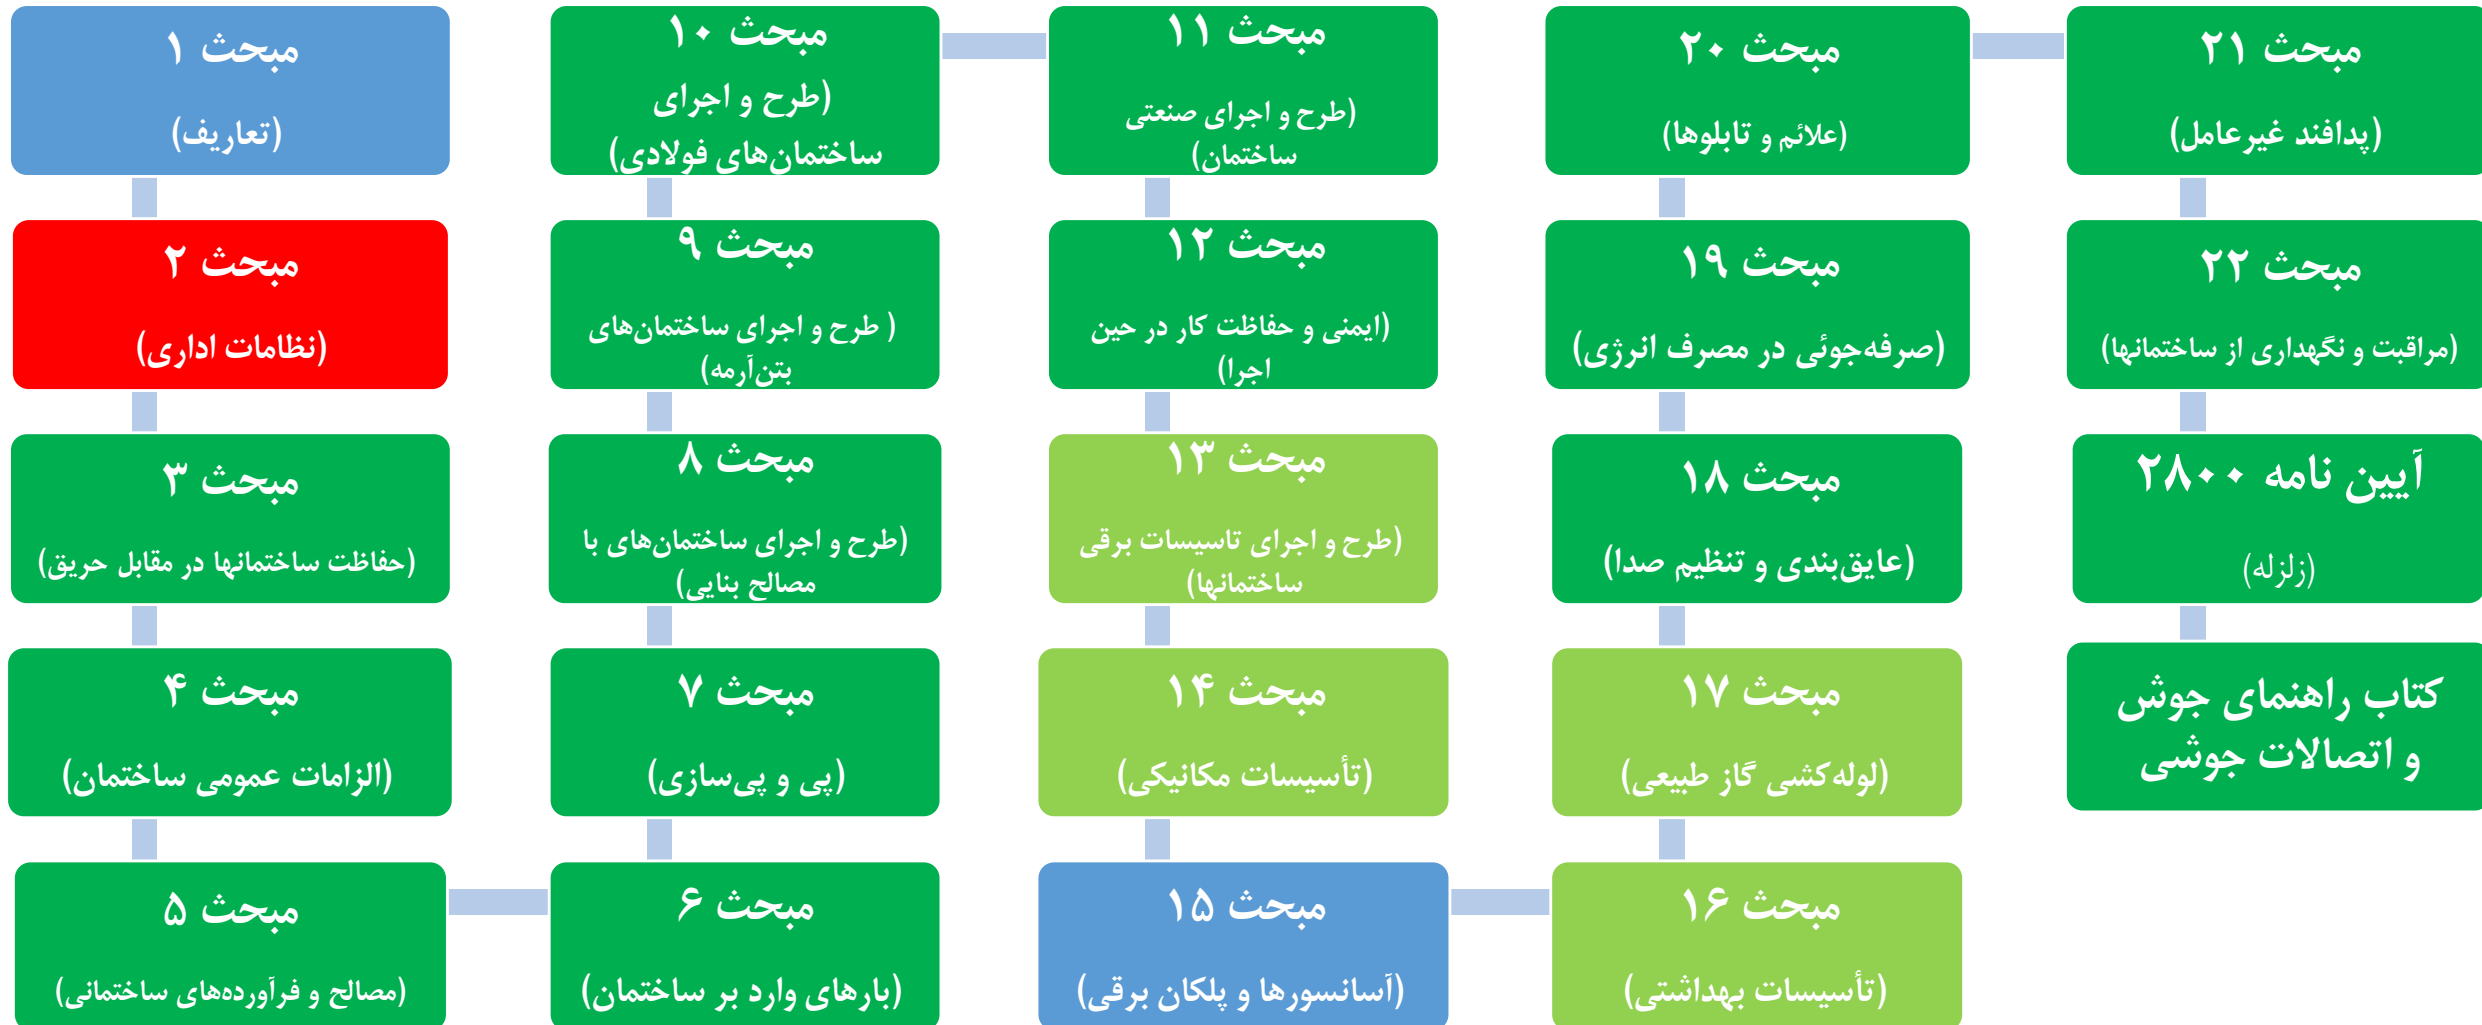 مبحث ۱
(تعاریف)
مبحث ۲
(نظامات اداری)
مبحث ۳
(حفاظت ساختمانها در مقابل حریق)
مبحث ۴
(الزامات عمومی ساختمان)
مبحث ۵
(مصالح و فرآورده‌های ساختمانی)
مبحث ۶
(بارهای وارد بر ساختمان)
مبحث ۷
(پی و پی‌سازی)
مبحث ۸
(طرح و اجرای ساختمان‌های با
مصالح بنایی)
مبحث ۹
( طرح و اجرای ساختمان‌های
بتن‌آرمه)
مبحث ۱۰
(طرح و اجرای
ساختمان‌های فولادی)
مبحث ۱۱
(طرح و اجرای صنعتی
ساختمان)
مبحث ۱۲
(ایمنی و حفاظت کار در حین
اجرا)
مبحث ۱۳
(طرح و اجرای تاسیسات برقی
ساختمانها)
مبحث ۱۴
(تأسیسات مکانیکی)
مبحث ۱۵
(آسانسورها و پلکان برقی)
مبحث ۱۶
(تأسیسات بهداشتی)
مبحث ۱۷
(لوله‌کشی گاز طبیعی)
مبحث ۱۸
(عایق‌بندی و تنظیم صدا)
مبحث ۱۹
(صرفه‌جوئی در مصرف انرژی)
مبحث ۲۰
(علائم و تابلوها)
مبحث ۲۱
(پدافند غیرعامل)
مبحث ۲۲
(مراقبت و نگهداری از ساختمانها)
آیین نامه ۲۸۰۰
(زلزله)
کتاب راهنمای جوش
و اتصالات جوشی